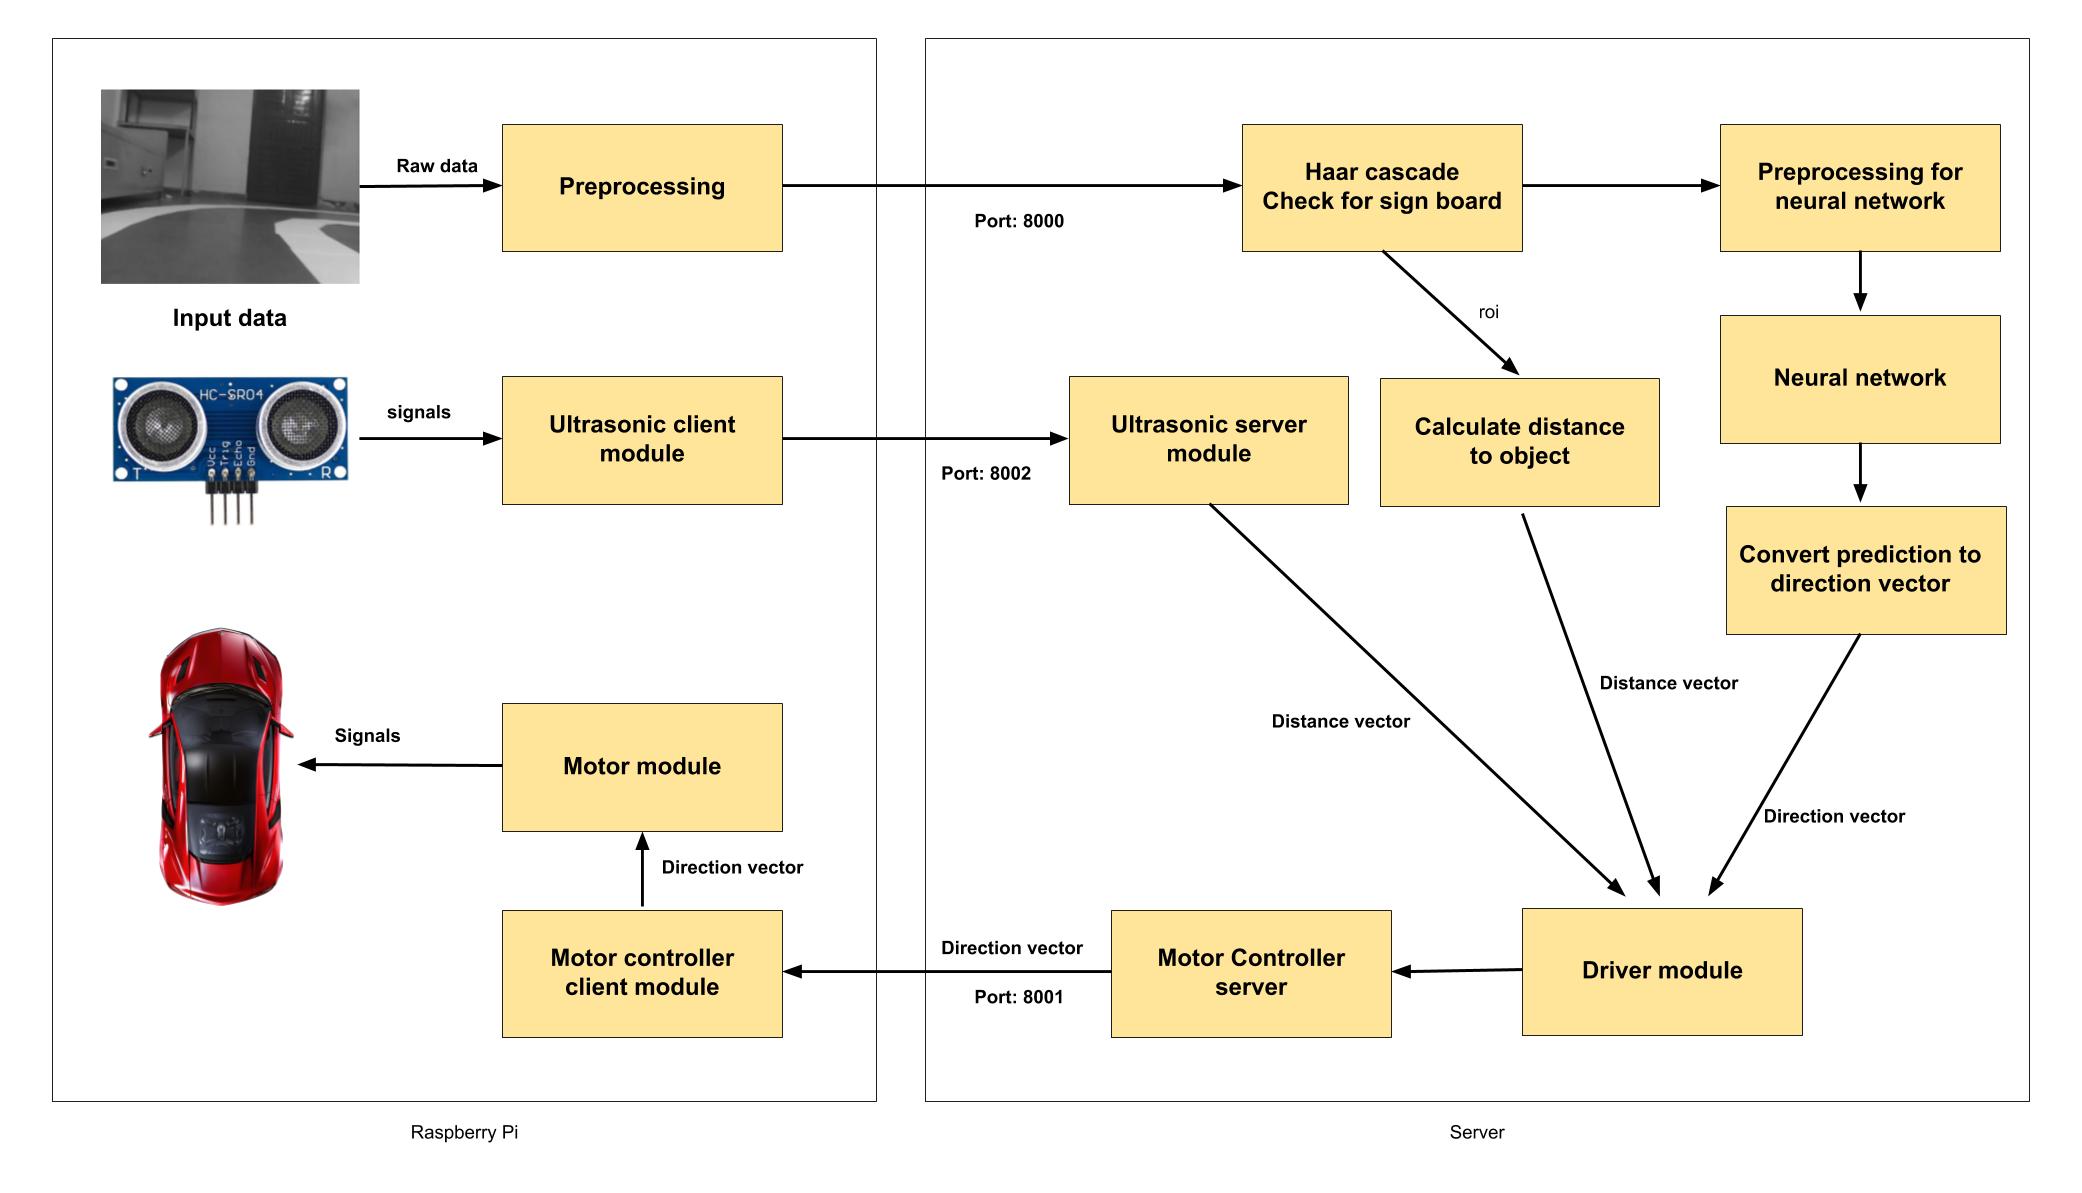 Raw data
Preprocessing
Port: 8000
Haar cascade
Check for sign board
Preprocessing for
neural network
Input data
roi
Neural network
HC-SR04
Vcc
Trig
Echo
Gnd
T
R
signals
Ultrasonic client
module
Port: 8002
Ultrasonic server
module
Calculate distance
to object
Convert prediction to
direction vector
Distance vector
Distance vector
Direction vector
Signals
Motor module
Direction vector
Motor controller
client module
Direction vector
Port: 8001
Motor Controller
server
Driver module
Raspberry Pi
Server